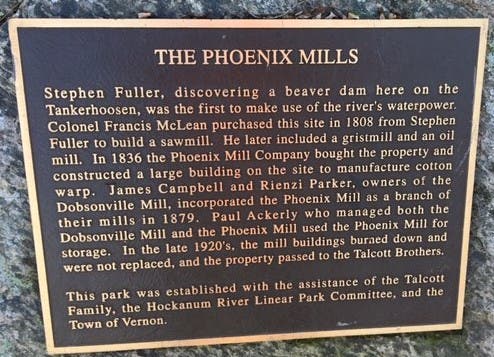 THE PHOENIX MILLS
Stephen Fuller, discovering a beaver dam here on the
Tankerhoosen, was the first to make use of the river's waterpower.
Colonel Francis McLean purchased this site in 1808 from Stephen
Fuller to build a sawmill. He later included a gristmill and an oil
mill. In 1836 the Phoenix Mill Company bought the property and
constructed a large building on the site to manufacture cotton
warp. James Campbell and Rienzi Parker, owners of the
Dobsonville Mill, incorporated the Phoenix Mill as a branch of
their mills in 1879. Paul Ackerly who managed both the
Dobsonville Mill and the Phoenix Mill used the Phoenix Mill for
storage. In the late 1920's, the mill buildings burned down and
were not replaced, and the property passed to the Talcott Brothers.
This park was established with the assistance of the Talcott
Family, the Hockanum River Linear Park Committee, and the
Town of Vernon.